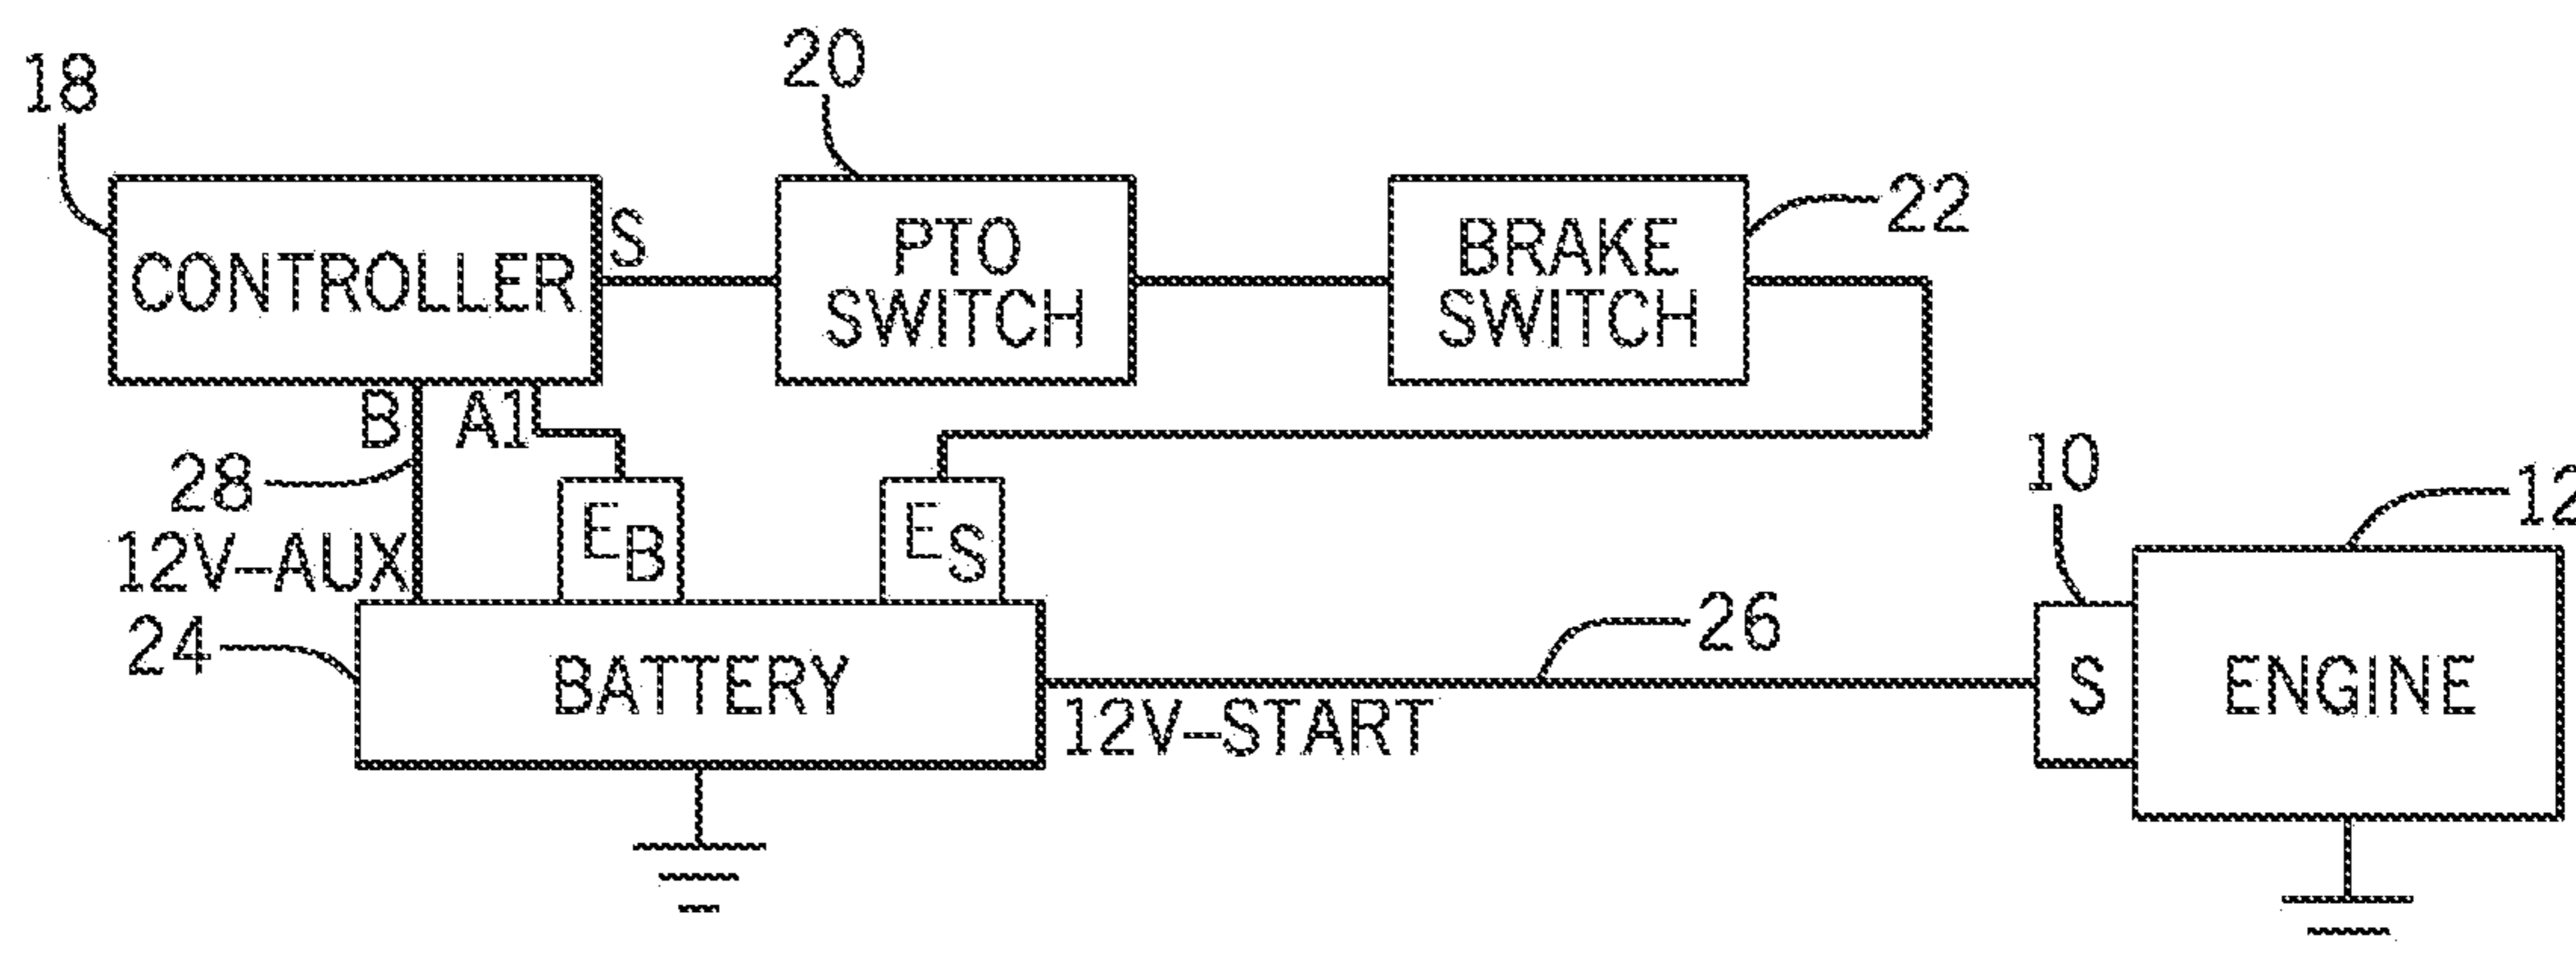 18
20
22
CONTROLLER
S
PTO
SWITCH
BRAKE
SWITCH
B
A1
28
12V-AUX
EB
ES
10
12
24
BATTERY
26
12V-START
S
ENGINE